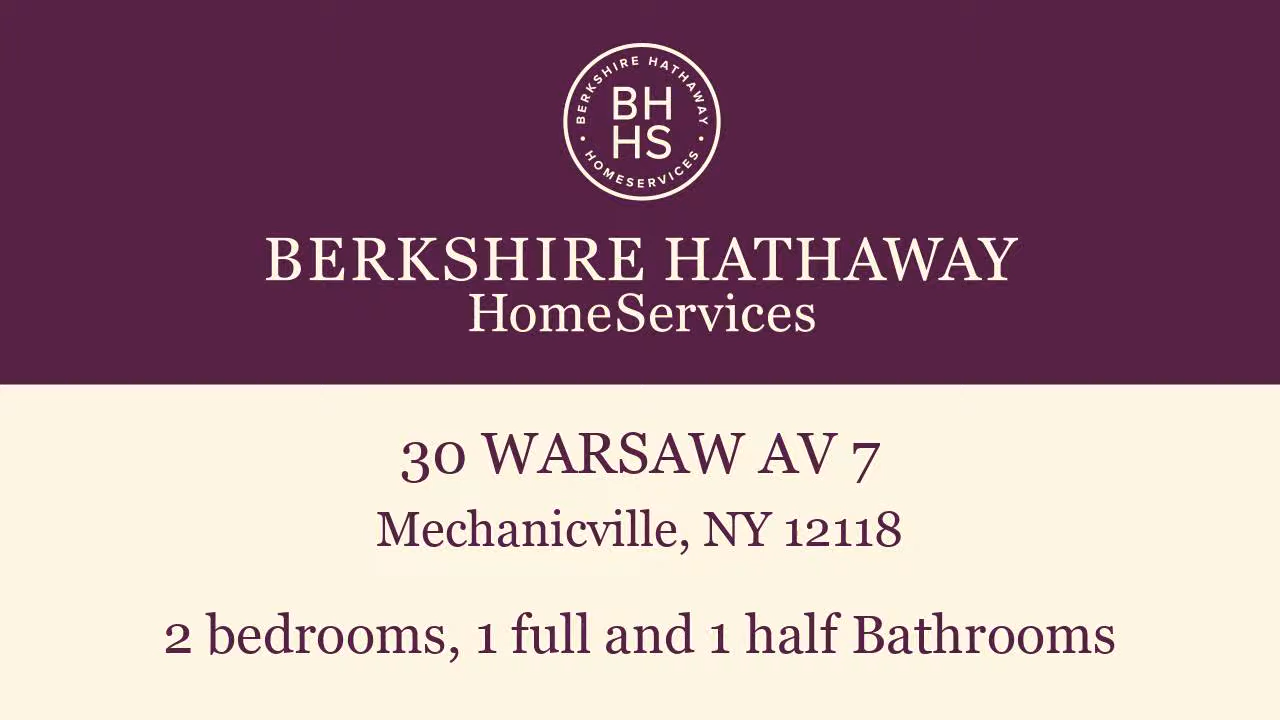 BERKSHIRE HATHAWAY
BH
HS
HOMESERVICES
BERKSHIRE HATHAWAY
HomeServices
30 WARSAW AV 7
Mechanicville, NY 12118
2 bedrooms, 1 full and 1 half Bathrooms